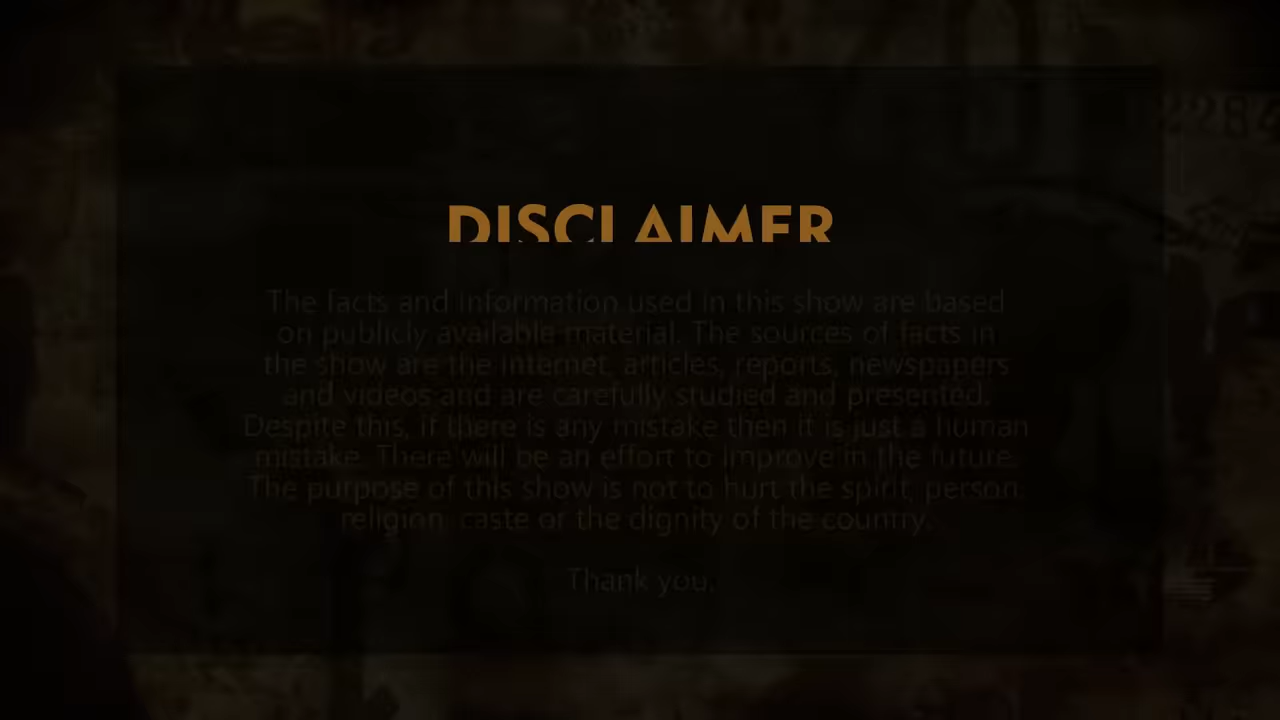 DISCLAIMER
The facts and information used in this show are based
on publicly available material. The sources of facts in
the show are the internet, articles, reports, newspapers
and videos and are carefully studied and presented.
Despite this, if there is any mistake then it is just a human
mistake. There will be an effort to improve in the future.
The purpose of this show is not to hurt the spirit, person,
religion, caste or the dignity of the country.
Thank you.
2284